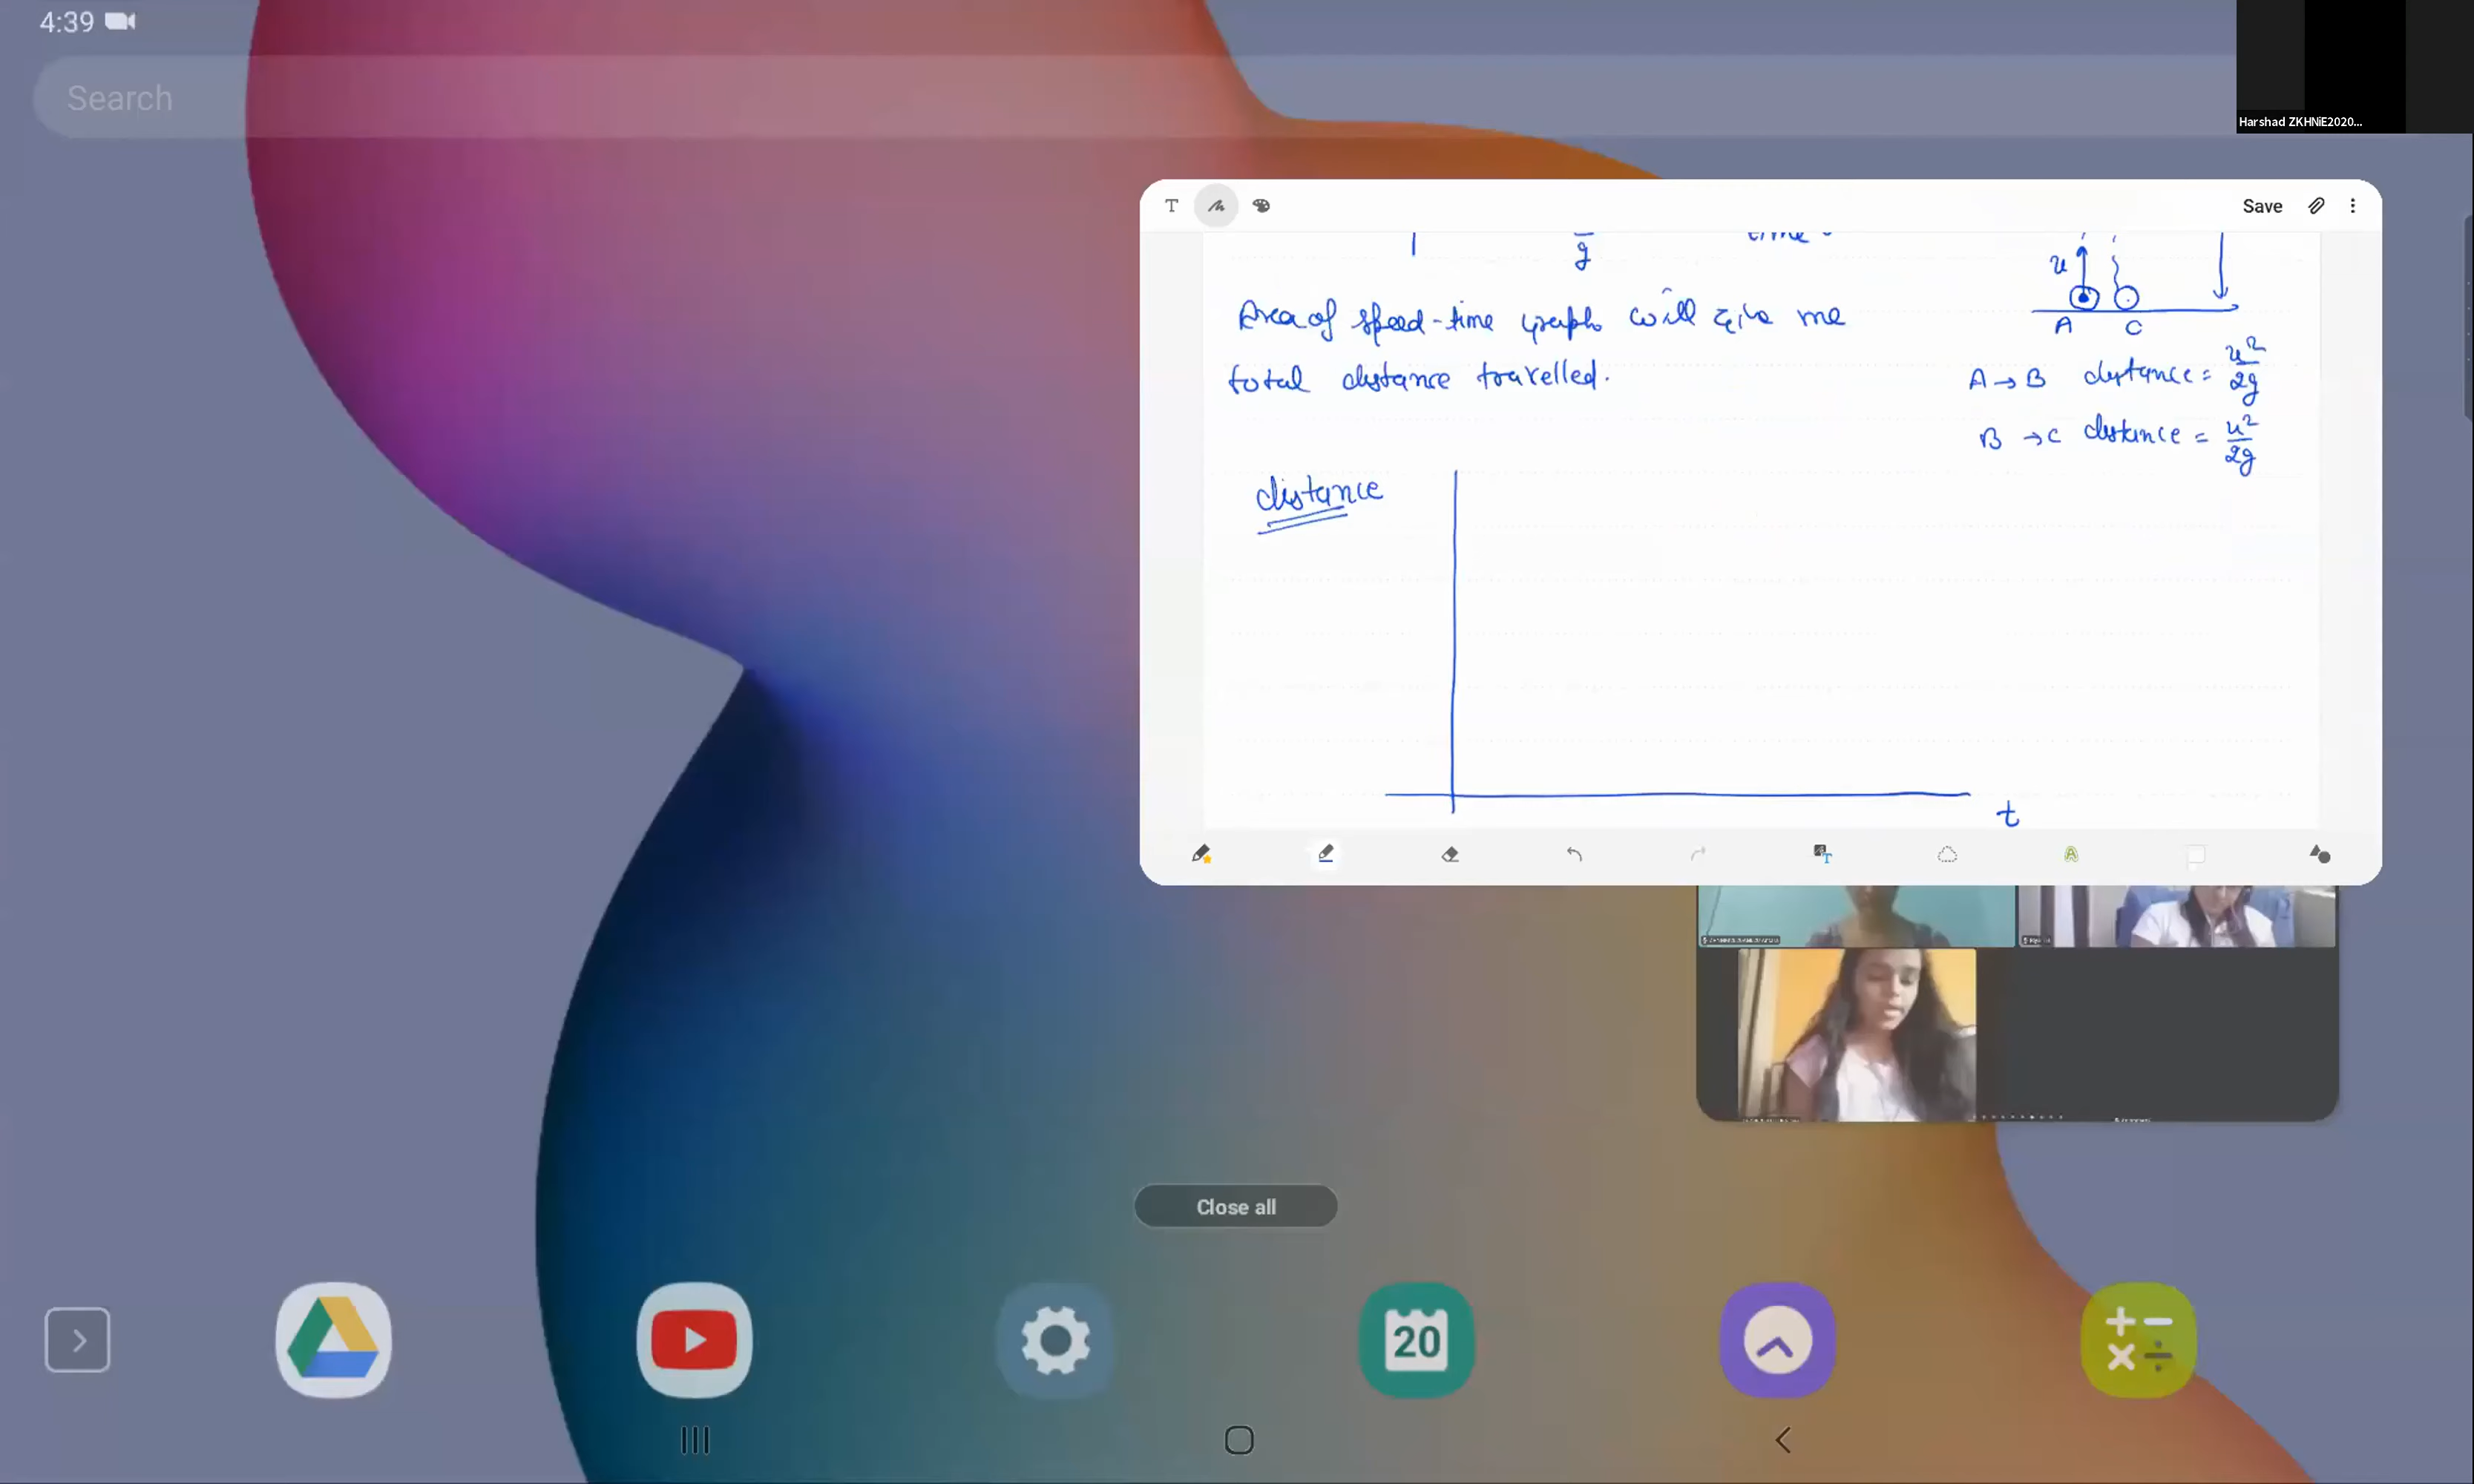 4:39
Search
Harshad ZKHNiE2020...
T
Save
g
time
u
A C
Area of speed-time graph will give me
total distance travelled.
A → B distance = u²/2g
B → C distance = u²/2g
distance
t
Close all
20